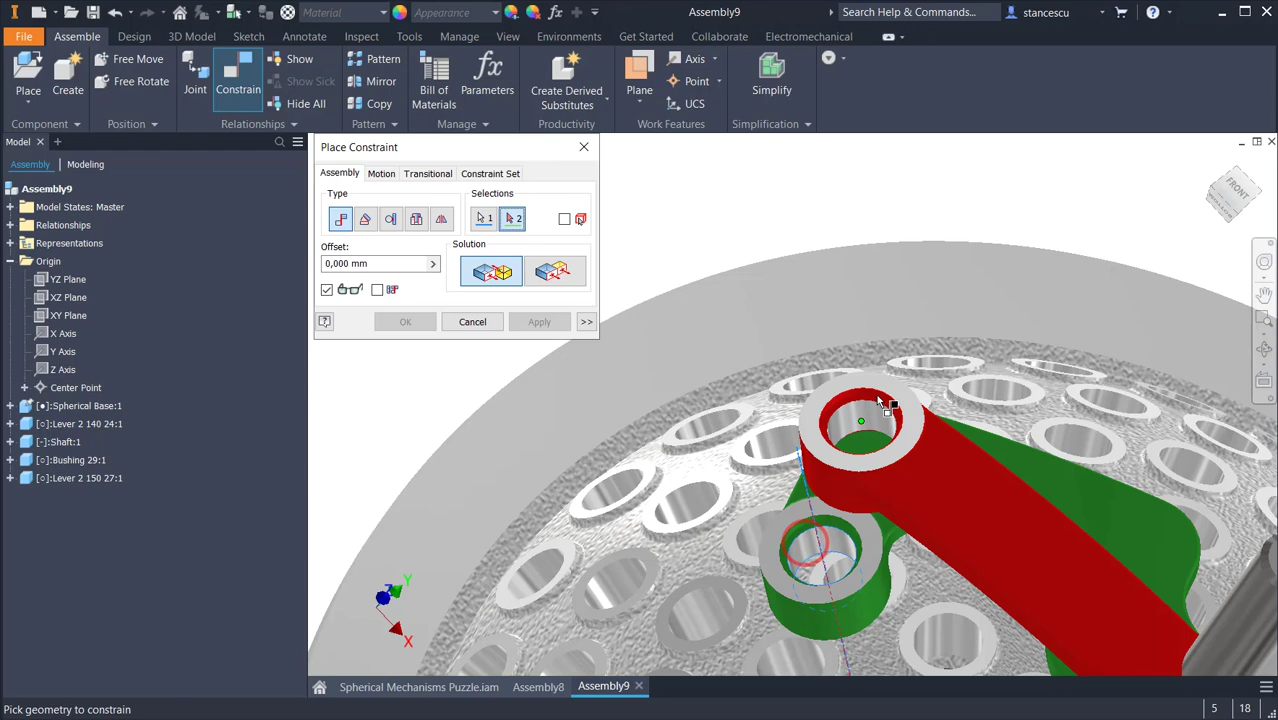 Material
Appearance
Assembly9
Search Help & Commands...
stancescu
File
Assemble
Design
3D Model
Sketch
Annotate
Inspect
Tools
Manage
View
Environments
Get Started
Collaborate
Electromechanical
Place
Create
Free Move
Free Rotate
Joint
Constrain
Show
Show Sick
Hide All
Pattern
Mirror
Copy
Bill of
Materials
Parameters
Create Derived
Substitutes
Plane
Axis
Point
UCS
Simplify
Component
Position
Relationships
Pattern
Manage
Productivity
Work Features
Simplification
Model
Assembly
Modeling
Assembly9
Model States: Master
Relationships
Representations
Origin
YZ Plane
XZ Plane
XY Plane
X Axis
Y Axis
Z Axis
Center Point
[●]Spherical Base:1
[○]Lever 2 140 24:1
[-]Shaft:1
[○]Bushing 29:1
[○]Lever 2 150 27:1
Place Constraint
Assembly
Motion
Transitional
Constraint Set
Type
Selections
1
2
Offset:
0,000 mm
Solution
OK
Cancel
Apply
>>
FRONT
Z
Y
X
Spherical Mechanisms Puzzle.iam
Assembly8
Assembly9
Pick geometry to constrain
5
18